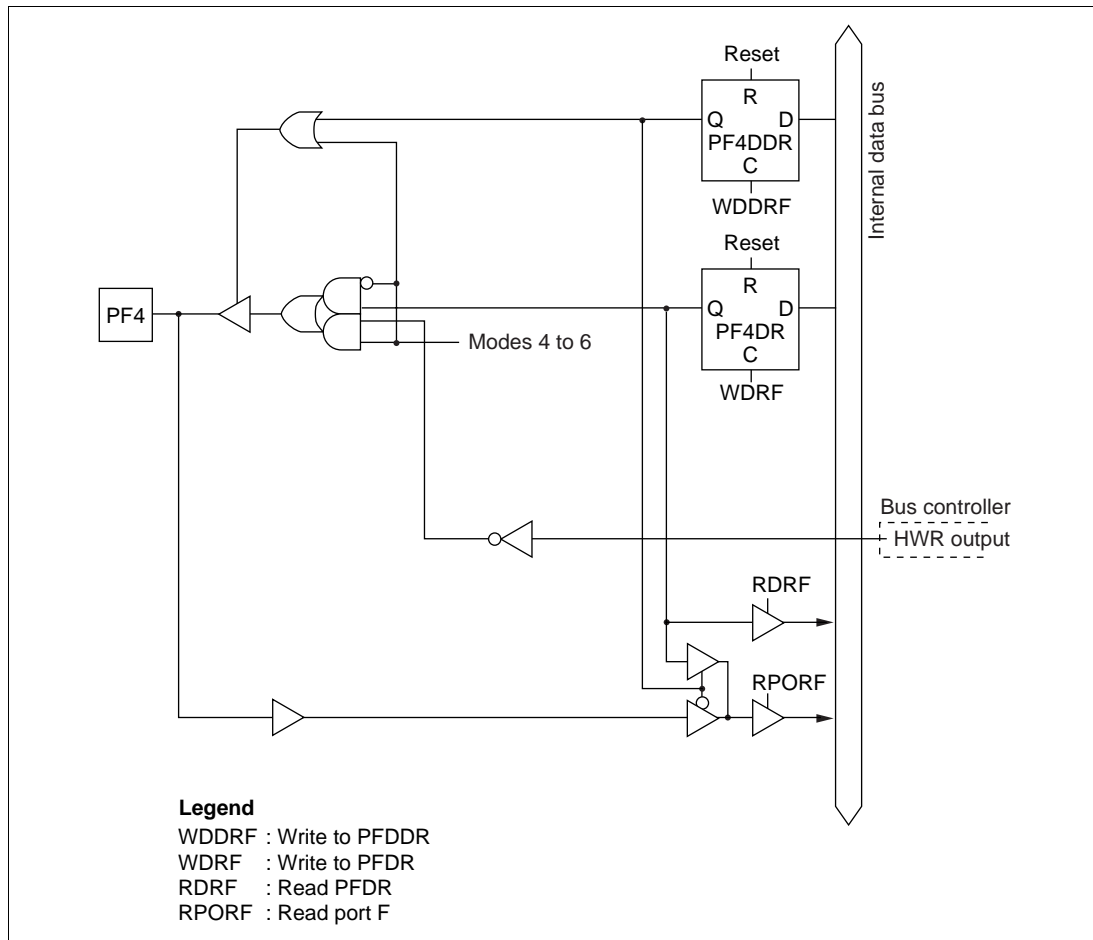 Reset
R
Q D
PF4DDR
C
WDDRF
Internal data bus
Reset
R
Q D
PF4DR
C
WDRF
PF4
Modes 4 to 6
Bus controller
HWR output
RDRF
RPORF
Legend
WDDRF : Write to PFDDR
WDRF : Write to PFDR
RDRF : Read PFDR
RPORF : Read port F